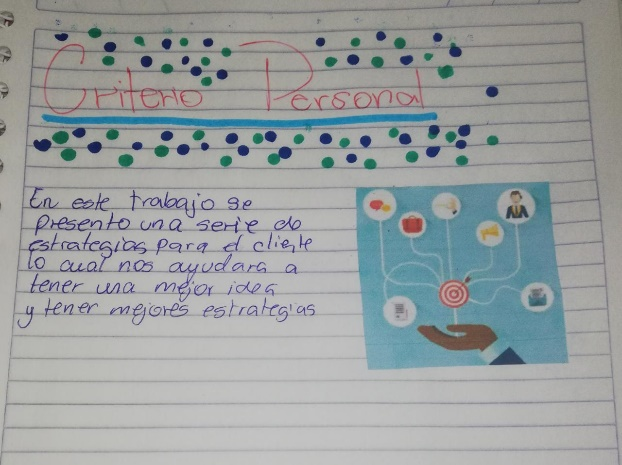 Criterio Personal
En este trabajo se
presento una serie de
estrategias para el cliente
lo cual nos ayudara a
tener una mejor idea
y tener mejores estrategias